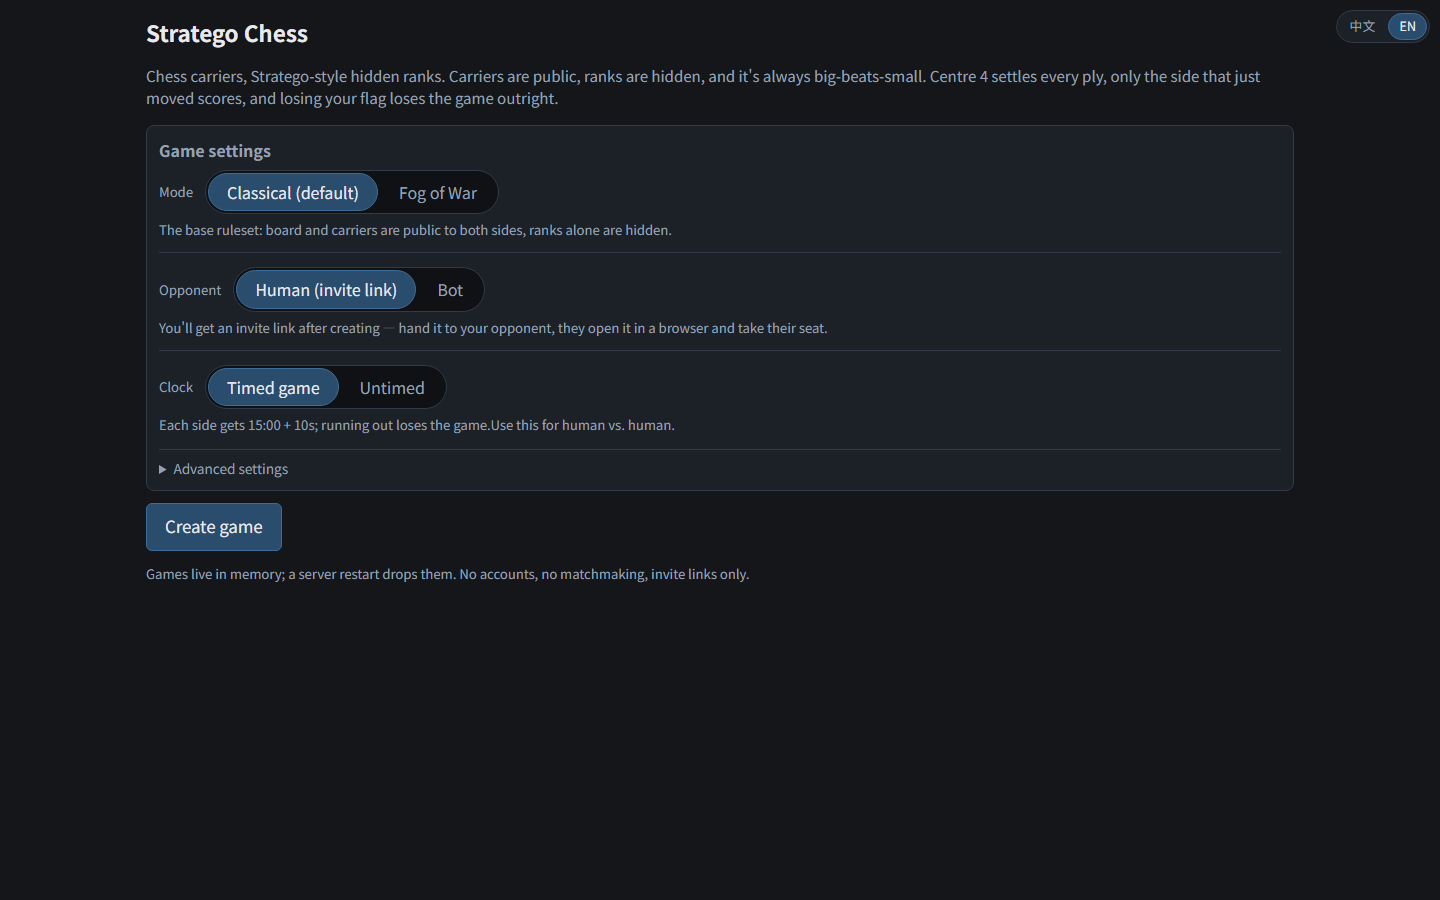 Stratego Chess
中文 EN
Chess carriers, Stratego-style hidden ranks. Carriers are public, ranks are hidden, and it's always big-beats-small. Centre 4 settles every ply, only the side that just
moved scores, and losing your flag loses the game outright.
Game settings
Mode Classical (default) Fog of War
The base ruleset: board and carriers are public to both sides, ranks alone are hidden.
Opponent Human (invite link) Bot
You'll get an invite link after creating — hand it to your opponent, they open it in a browser and take their seat.
Clock Timed game Untimed
Each side gets 15:00 + 10s; running out loses the game.Use this for human vs. human.
▶ Advanced settings
Create game
Games live in memory; a server restart drops them. No accounts, no matchmaking, invite links only.